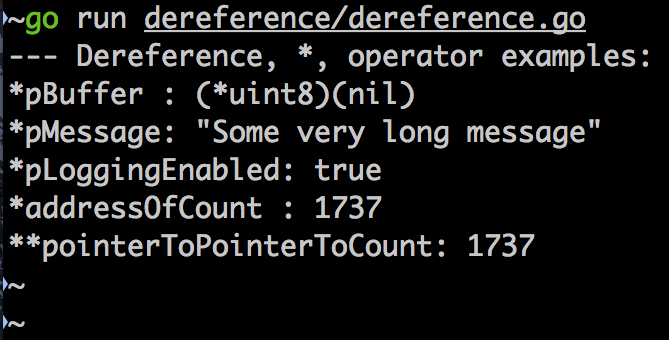 ~go run dereference/dereference.go
--- Dereference, *, operator examples:
*pBuffer : (*uint8)(nil)
*pMessage: "Some very long message"
*pLoggingEnabled: true
*addressOfCount : 1737
**pointerToPointerToCount: 1737
~
~